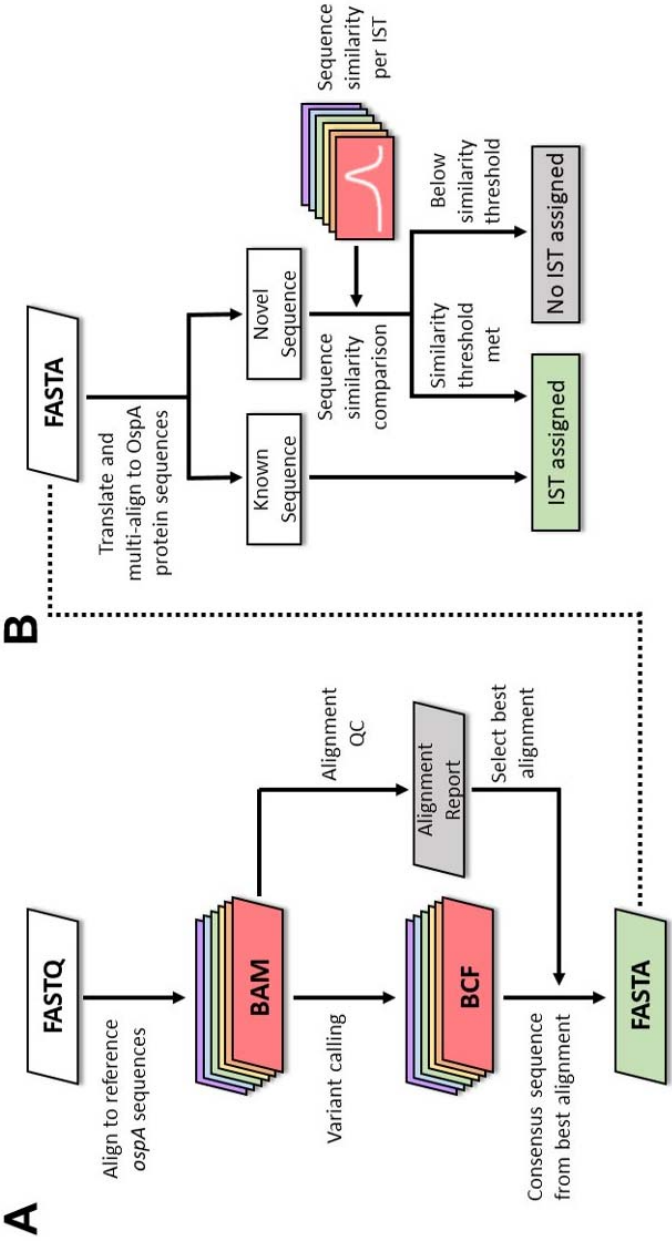 A
FASTQ
Align to reference
ospA sequences
BAM
Variant calling
Alignment
QC
BCF
Alignment
Report
Consensus sequence
from best alignment
Select best
alignment
FASTA
B
FASTA
Translate and
multi-align to OspA
protein sequences
Known
Sequence
Novel
Sequence
Sequence
similarity
comparison
Sequence
similarity
per IST
Similarity
threshold
met
Below
similarity
threshold
IST assigned
No IST assigned